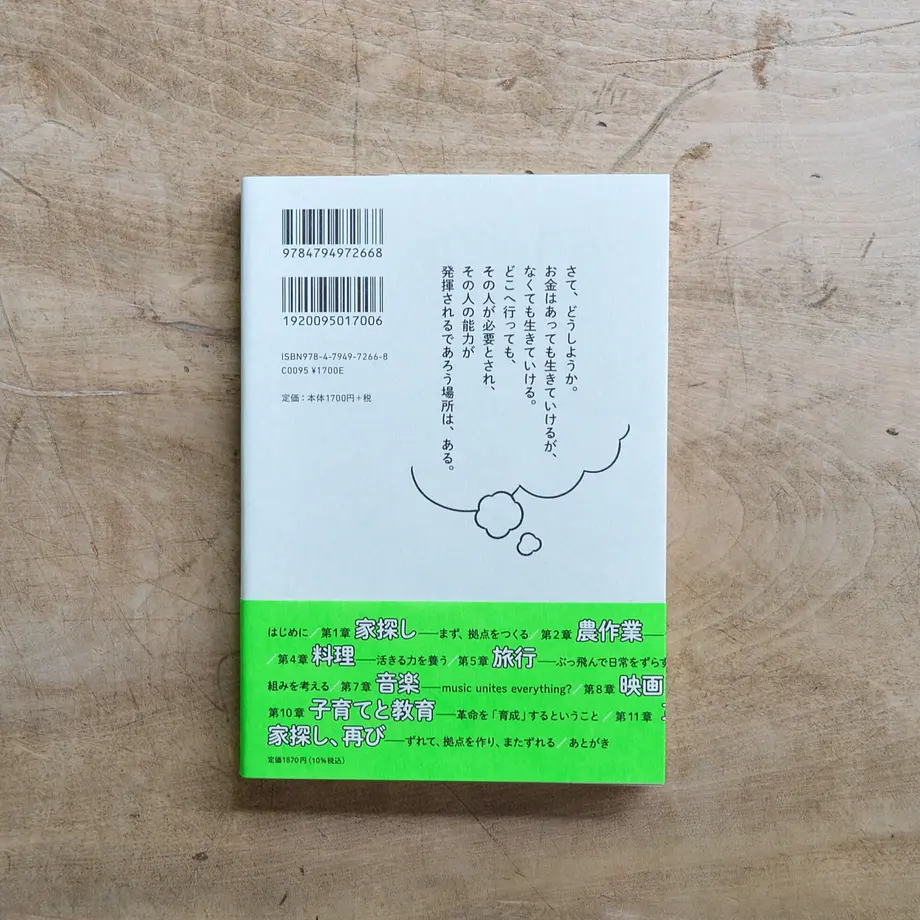 9784794972668
1920095017006
ISBN978-4-7949-7266-8
C0095 ¥1700E
定価：本体1700円＋税
さて、どうしようか。
お金はあっても生きていけるが、
なくても生きていける。
どこへ行っても、
その人が必要とされ、
その人の能力が
発揮されるであろう場所は、ある。
はじめに／第1章 家探し──まず、拠点をつくる／第2章 農作業──
／第4章 料理──活きる力を養う／第5章 旅行──ぶっ飛んで日常をずらす
組みを考える／第7章 音楽──music unites everything?／第8章 映画
第10章 子育てと教育──革命を「育成」するということ／第11章
家探し、再び──ずれて、拠点を作り、またずれる／あとがき
定価1870円（10%税込）